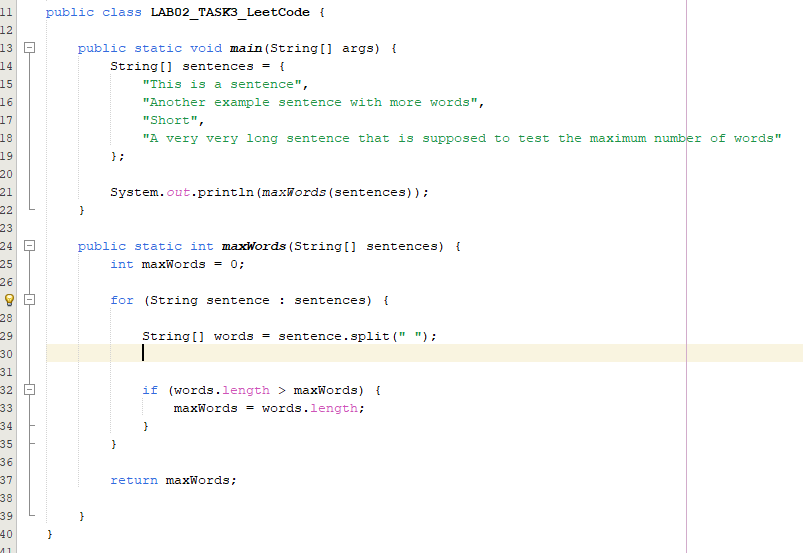 11 public class LAB02_TASK3_LeetCode {
12
13 public static void main(String[] args) {
14 String[] sentences = {
15 "This is a sentence",
16 "Another example sentence with more words",
17 "Short",
18 "A very very long sentence that is supposed to test the maximum number of words"
19 };
20
21 System.out.println(maxWords(sentences));
22 }
23
24 public static int maxWords(String[] sentences) {
25 int maxWords = 0;
26
for (String sentence : sentences) {
28
29 String[] words = sentence.split(" ");
30
31
32 if (words.length > maxWords) {
33 maxWords = words.length;
34 }
35 }
36
37 return maxWords;
38
39 }
40 }
41